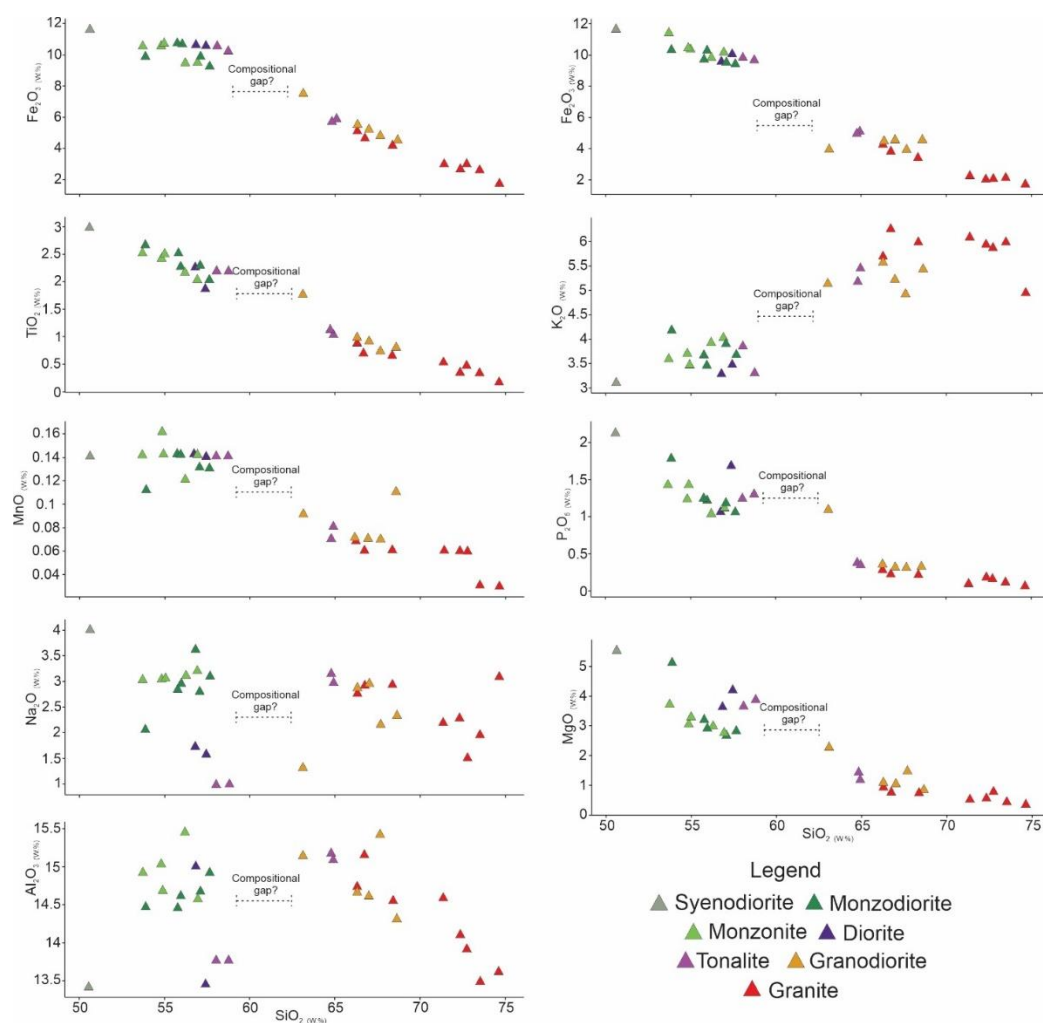 12
10
8
6
4
2
Fe2O3 (W.%)
Compositional
gap?
12
10
8
6
4
2
0
Fe2O3 (W.%)
Compositional
gap?
3
2.5
2
1.5
1
0.5
0
TiO2 (W.%)
Compositional
gap?
6
5.5
5
4.5
4
3.5
3
K2O (W.%)
Compositional
gap?
0.16
0.14
0.12
0.10
0.08
0.06
0.04
MnO (W.%)
Compositional
gap?
2
1.5
1
0.5
0
P2O5 (W.%)
Compositional
gap?
4
3.5
3
2.5
2
1.5
1
Na2O (W.%)
Compositional
gap?
5
4
3
2
1
0
MgO (W.%)
Compositional
gap?
50
55
60
65
70
75
SiO2 (W.%)
15.5
15
14.5
14
13.5
Al2O3 (W.%)
Compositional
gap?
50
55
60
65
70
75
SiO2 (W.%)
Legend
Syenodiorite
Monzodiorite
Monzonite
Diorite
Tonalite
Granodiorite
Granite